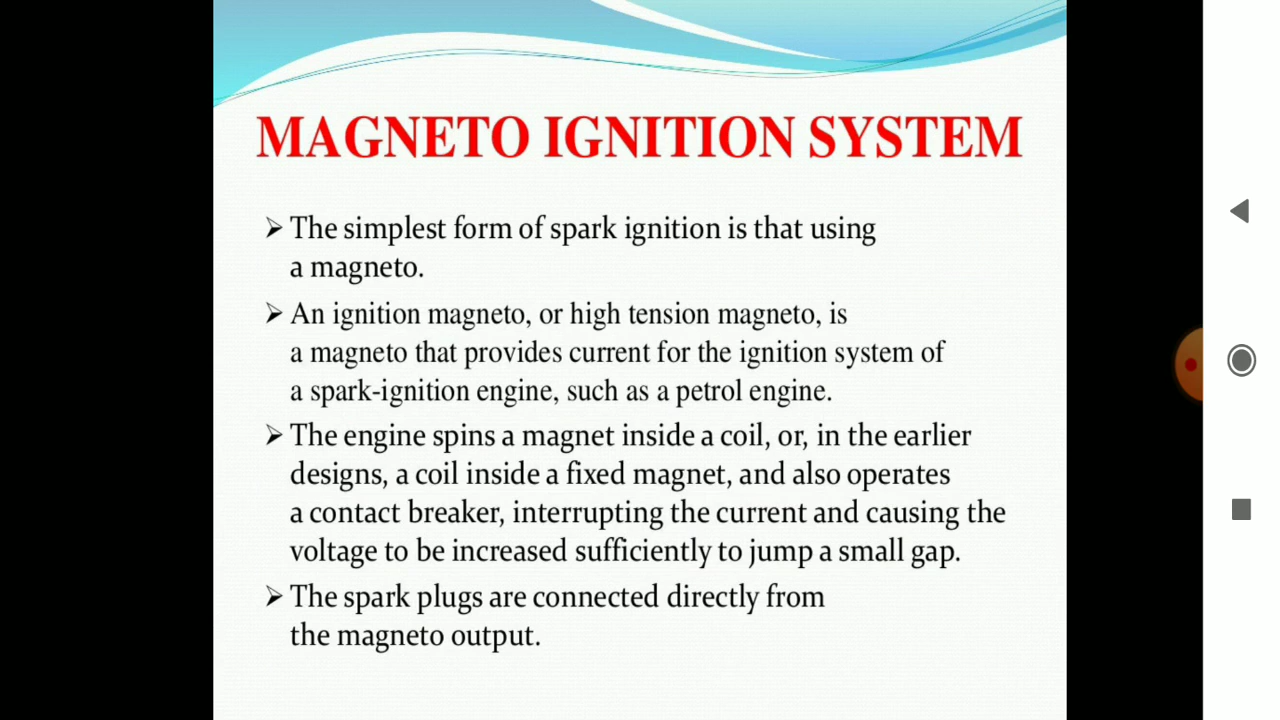 MAGNETO IGNITION SYSTEM
➢ The simplest form of spark ignition is that using
a magneto.
➢ An ignition magneto, or high tension magneto, is
a magneto that provides current for the ignition system of
a spark-ignition engine, such as a petrol engine.
➢ The engine spins a magnet inside a coil, or, in the earlier
designs, a coil inside a fixed magnet, and also operates
a contact breaker, interrupting the current and causing the
voltage to be increased sufficiently to jump a small gap.
➢ The spark plugs are connected directly from
the magneto output.